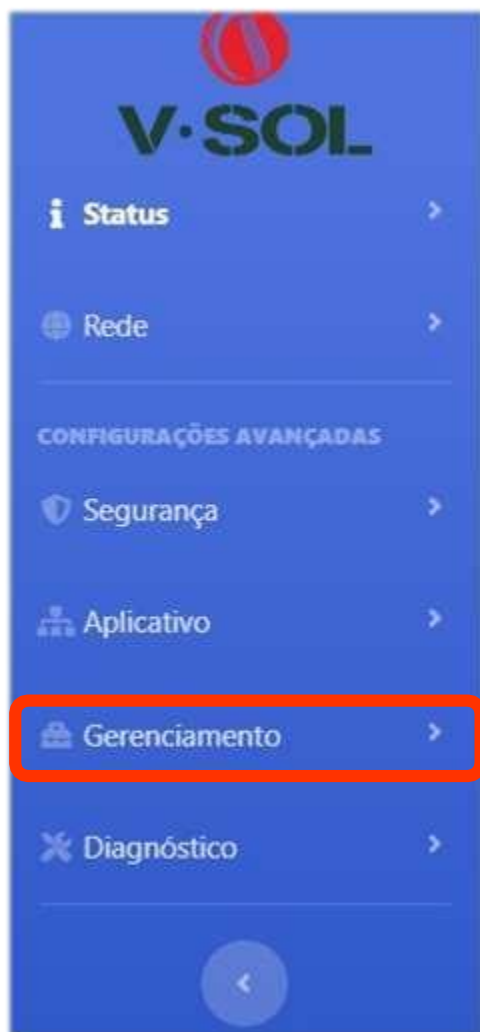 V·SOL
Status
Rede
CONFIGURAÇÕES AVANÇADAS
Segurança
Aplicativo
Gerenciamento
Diagnóstico